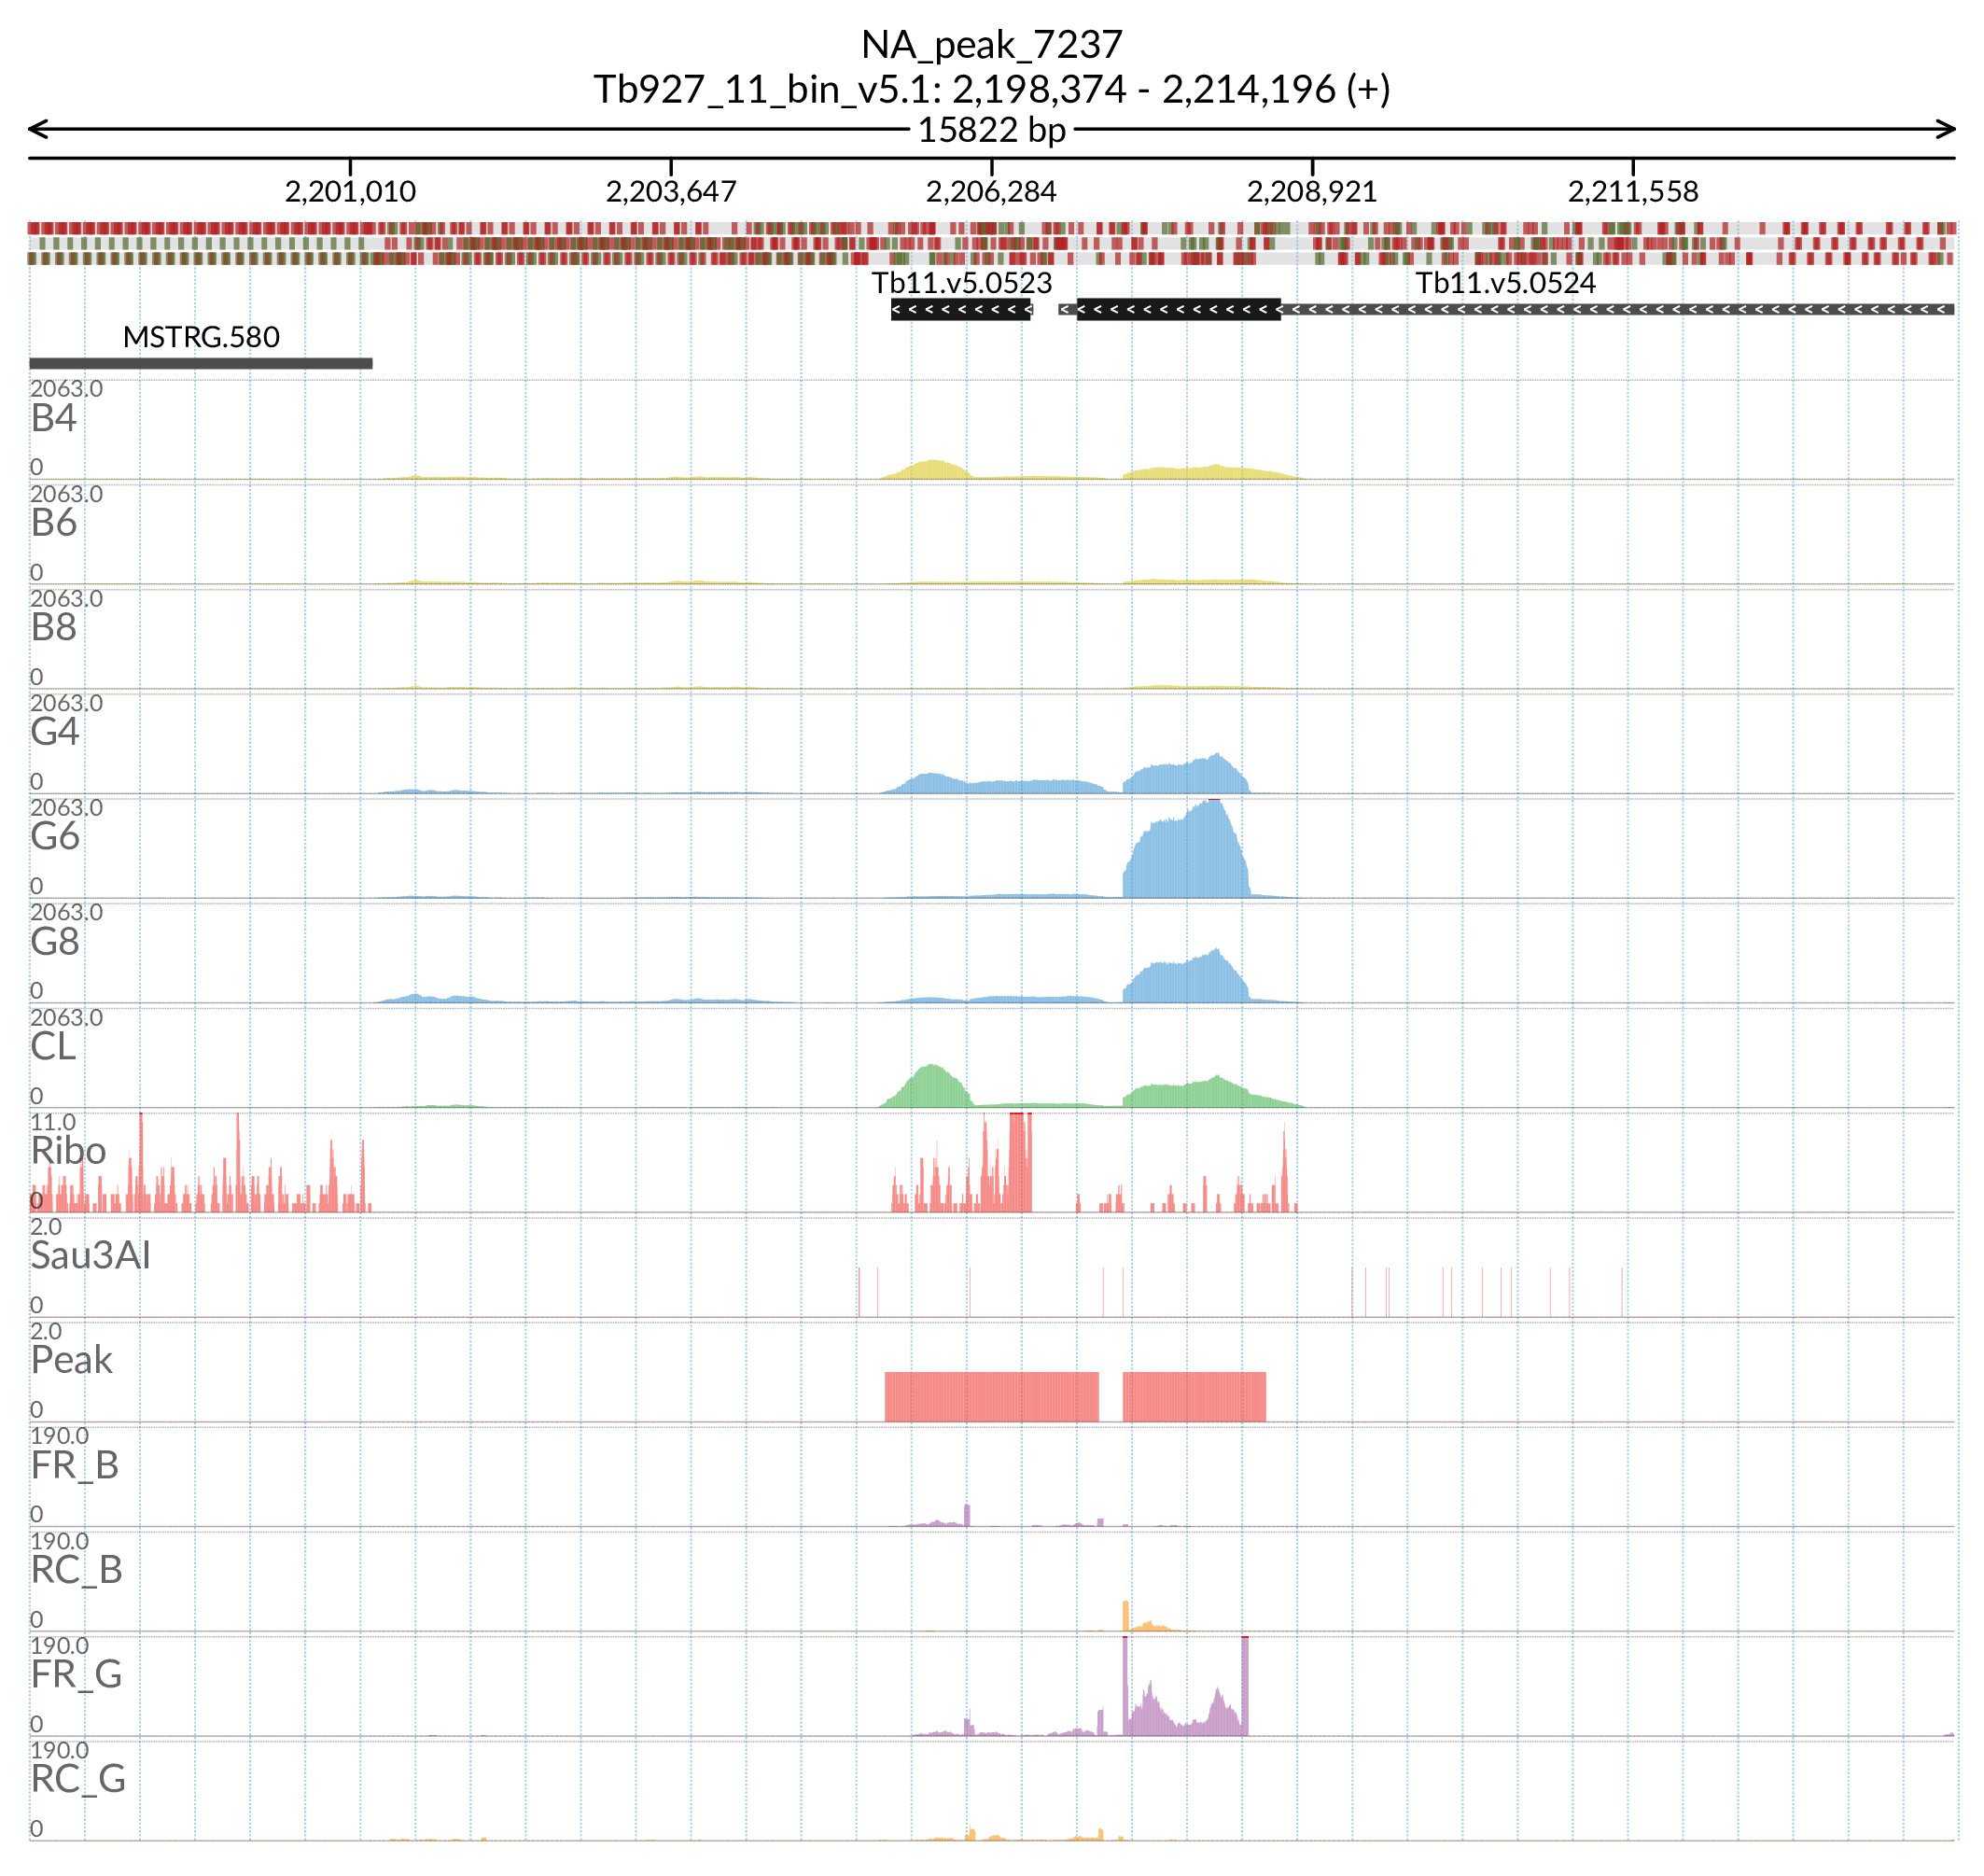 NA_peak_7237
Tb927_11_bin_v5.1: 2,198,374 - 2,214,196 (+)
15822 bp
2,201,010 2,203,647 2,206,284 2,208,921 2,211,558
Tb11.v5.0523 Tb11.v5.0524
MSTRG.580
2063.0
B4
0
2063.0
B6
0
2063.0
B8
0
2063.0
G4
0
2063.0
G6
0
2063.0
G8
0
2063.0
CL
0
11.0
Ribo
0
2.0
Sau3AI
0
2.0
Peak
0
190.0
FR_B
0
190.0
RC_B
0
190.0
FR_G
0
190.0
RC_G
0